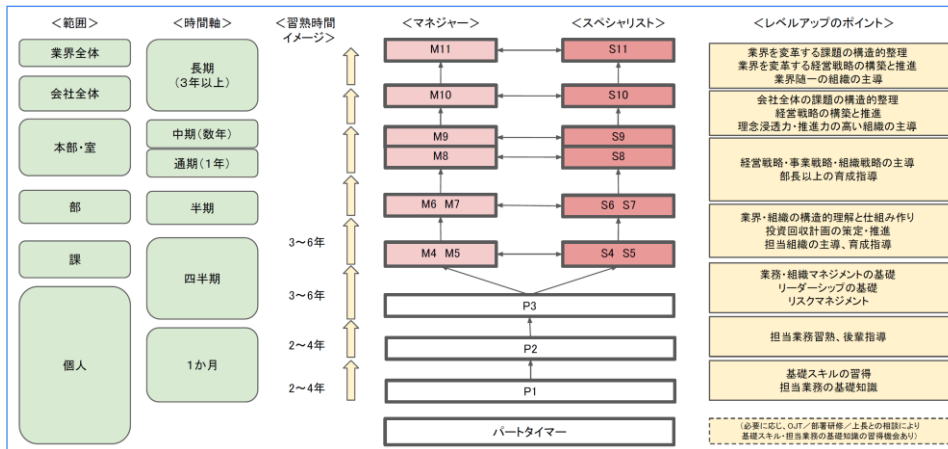 ＜範囲＞
＜時間軸＞
＜習熟時間
イメージ＞
＜マネジャー＞
＜スペシャリスト＞
＜レベルアップのポイント＞
業界全体
会社全体
本部・室
部
課
個人
長期
（3年以上）
中期（数年）
通期（1年）
半期
四半期
1か月
3～6年
3～6年
2～4年
2～4年
M11
S11
M10
S10
M9
S9
M8
S8
M6 M7
S6 S7
M4 M5
S4 S5
P3
P2
P1
パートタイマー
業界を変革する課題の構造的整理
業界を変革する経営戦略の構築と推進
業界随一の組織の主導
会社全体の課題の構造的整理
経営戦略の構築と推進
理念浸透力・推進力の高い組織の主導
経営戦略・事業戦略・組織戦略の主導
部長以上の育成指導
業界・組織の構造的理解と仕組み作り
投資回収計画の策定・推進
担当組織の主導、育成指導
業務・組織マネジメントの基礎
リーダーシップの基礎
リスクマネジメント
担当業務習熟、後輩指導
基礎スキルの習得
担当業務の基礎知識
（必要に応じ、OJT／部署研修／上長との相談により
基礎スキル・担当業務の基礎知識の習得機会あり）